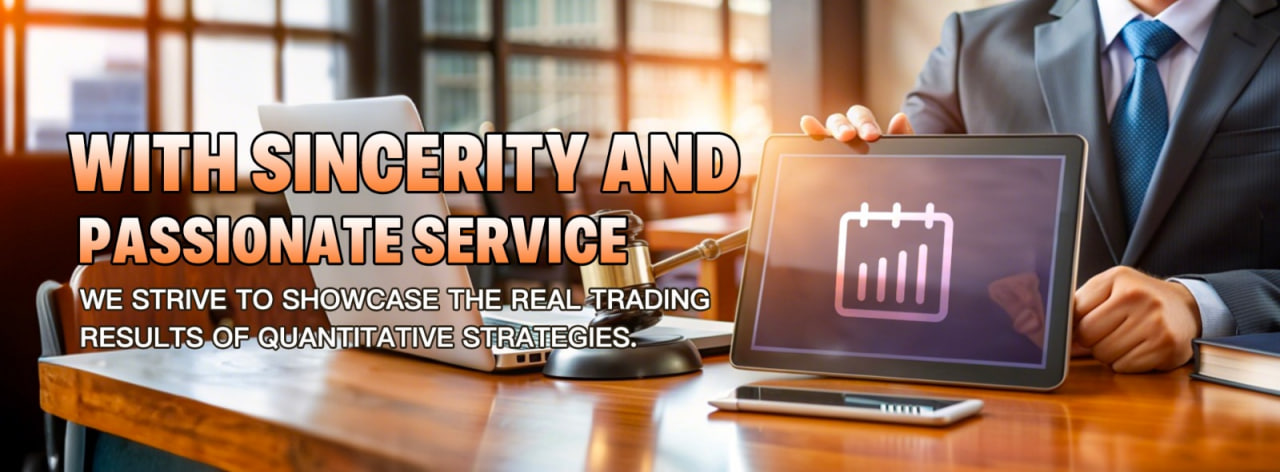 WITH SINCERITY AND
PASSIONATE SERVICE
WE STRIVE TO SHOWCASE THE REAL TRADING
RESULTS OF QUANTITATIVE STRATEGIES.